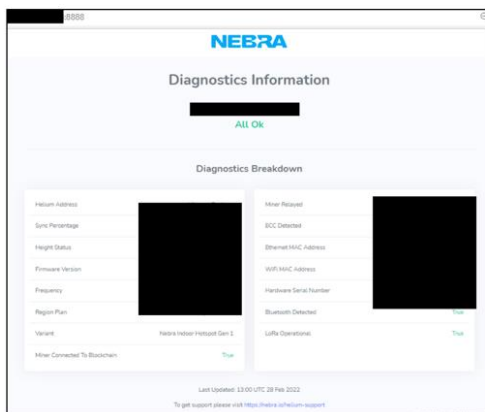 :8888
NEBRA
Diagnostics Information
All Ok
Diagnostics Breakdown
Helium Address
Sync Percentage
Height Status
Firmware Version
Frequency
Region Plan
Variant Nebra Indoor Hotspot Gen 1
Miner Connected To Blockchain True
Miner Relayed
ECC Detected
Ethernet MAC Address
WiFi MAC Address
Hardware Serial Number
Bluetooth Detected True
LoRa Operational True
Last Updated: 13:00 UTC 28 Feb 2022
To get support please visit https://nebra.io/helium-support